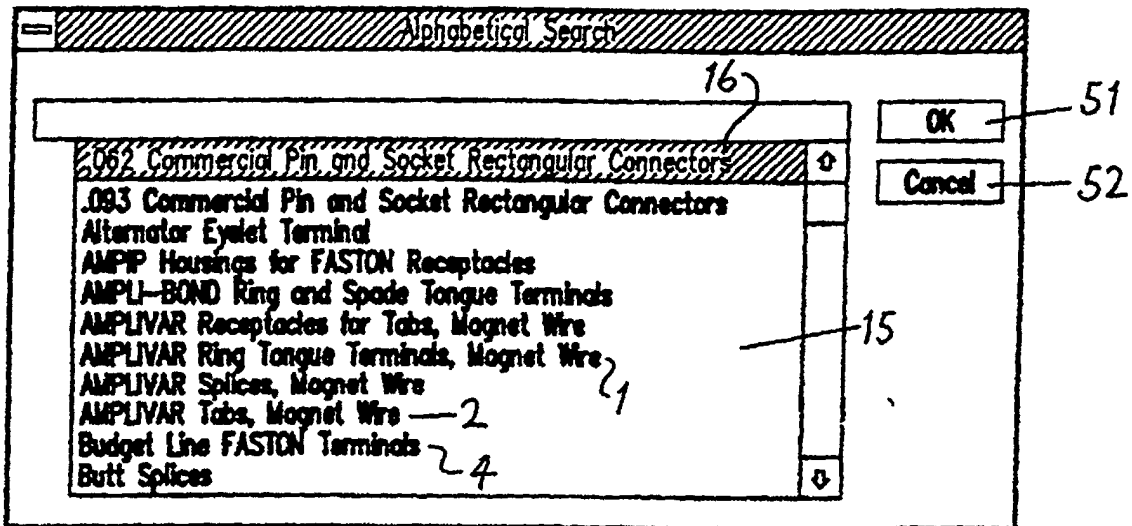 Alphabetical Search
16
OK
51
.062 Commercial Pin and Socket Rectangular Connectors
Cancel
52
.093 Commercial Pin and Socket Rectangular Connectors
Alternator Eyelet Terminal
AMPIP Housings for FASTON Receptacles
AMPLI-BOND Ring and Spade Tongue Terminals
AMPLIVAR Receptacles for Tabs, Magnet Wire
15
AMPLIVAR Ring Tongue Terminals, Magnet Wire
1
AMPLIVAR Splices, Magnet Wire
AMPLIVAR Tabs, Magnet Wire
2
Budget Line FASTON Terminals
4
Butt Splices